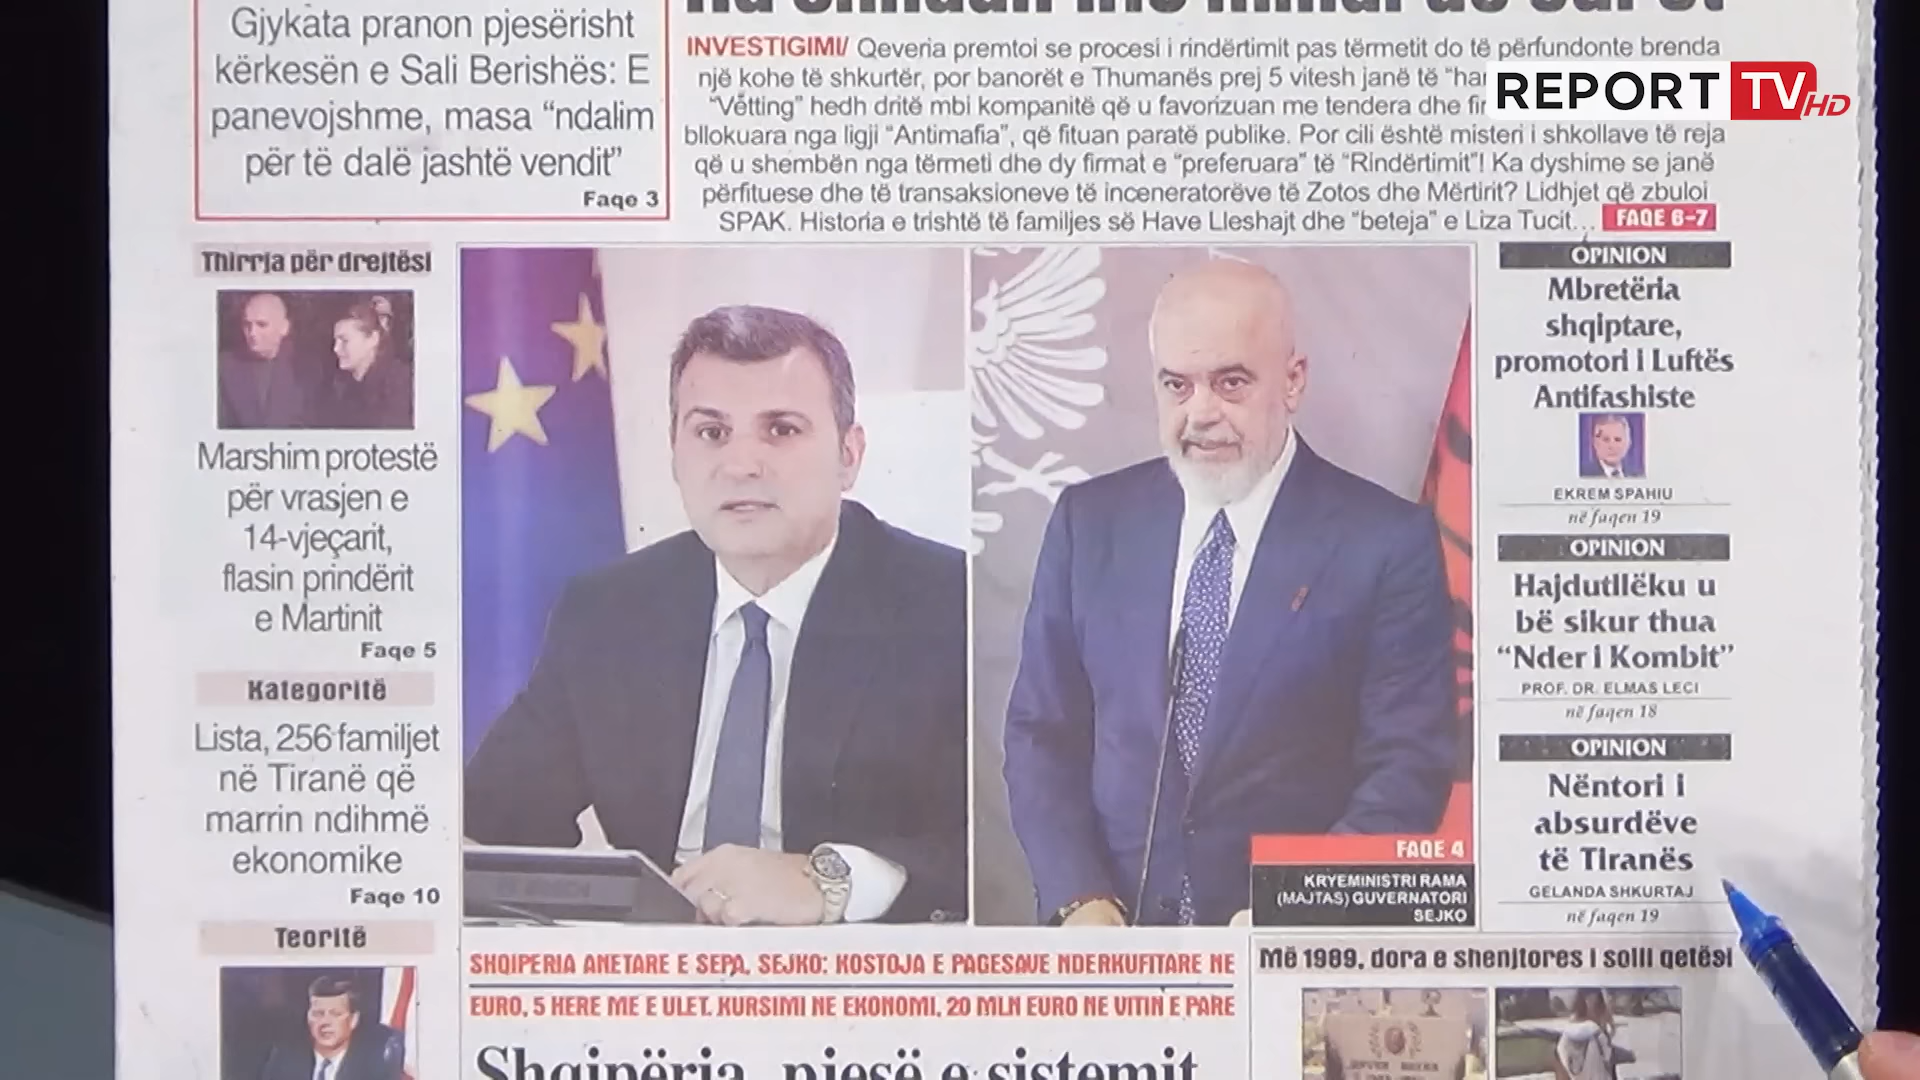 Gjykata pranon pjesërisht
kërkesën e Sali Berishës: E
panevojshme, masa “ndalim
për të dalë jashtë vendit”
Faqe 3
INVESTIGIMI/ Qeveria premtoi se procesi i rindërtimit pas tërmetit do të përfundonte brenda
një kohe të shkurtër, por banorët e Thumanës prej 5 vitesh janë të
“Vetting” hedh dritë mbi kompanitë që u favorizuan me tendera dhe
bllokuara nga ligji “Antimafia”, që fituan paratë publike. Por cili është misteri i shkollave të reja
që u shembën nga tërmeti dhe dy firmat e “preferuara” të “Rindërtimit”! Ka dyshime se janë
përfituese dhe të transaksioneve të inceneratorëve të Zotos dhe Mërtirit? Lidhjet që zbuloi
SPAK. Historia e trishtë të familjes së Have Lleshajt dhe “beteja” e Liza Tucit... FAQE 6-7
REPORT TV HD
Thirrja për drejtësi
Marshim protestë
për vrasjen e
14-vjeçarit,
flasin prindërit
e Martinit
Faqe 5
Kategoritë
Lista, 256 familjet
në Tiranë që
marrin ndihmë
ekonomike
Faqe 10
Teoritë
FAQE 4
KRYEMINISTRI RAMA
(MAJTAS) GUVERNATORI
SEJKO
OPINION
Mbretëria
shqiptare,
promotori i Luftës
Antifashiste
EKREM SPAHIU
në faqen 19
OPINION
Hajdutllëku u
bë sikur thua
“Nder i Kombit”
PROF. DR. ELMAS LECI
në faqen 18
OPINION
Nëntori i
absurdëve
të Tiranës
GELANDA SHKURTAJ
në faqen 19
SHQIPERIA ANETARE E SEPA, SEJKO: KOSTOJA E PAGESAVE NDERKUFITARE NE
EURO, 5 HERE ME E ULET. KURSIMI NE EKONOMI, 20 MLN EURO NE VITIN E PARE
Shqipëria, pjesë e sistemit
Më 1989, dora e shenjtores i solli qetësi